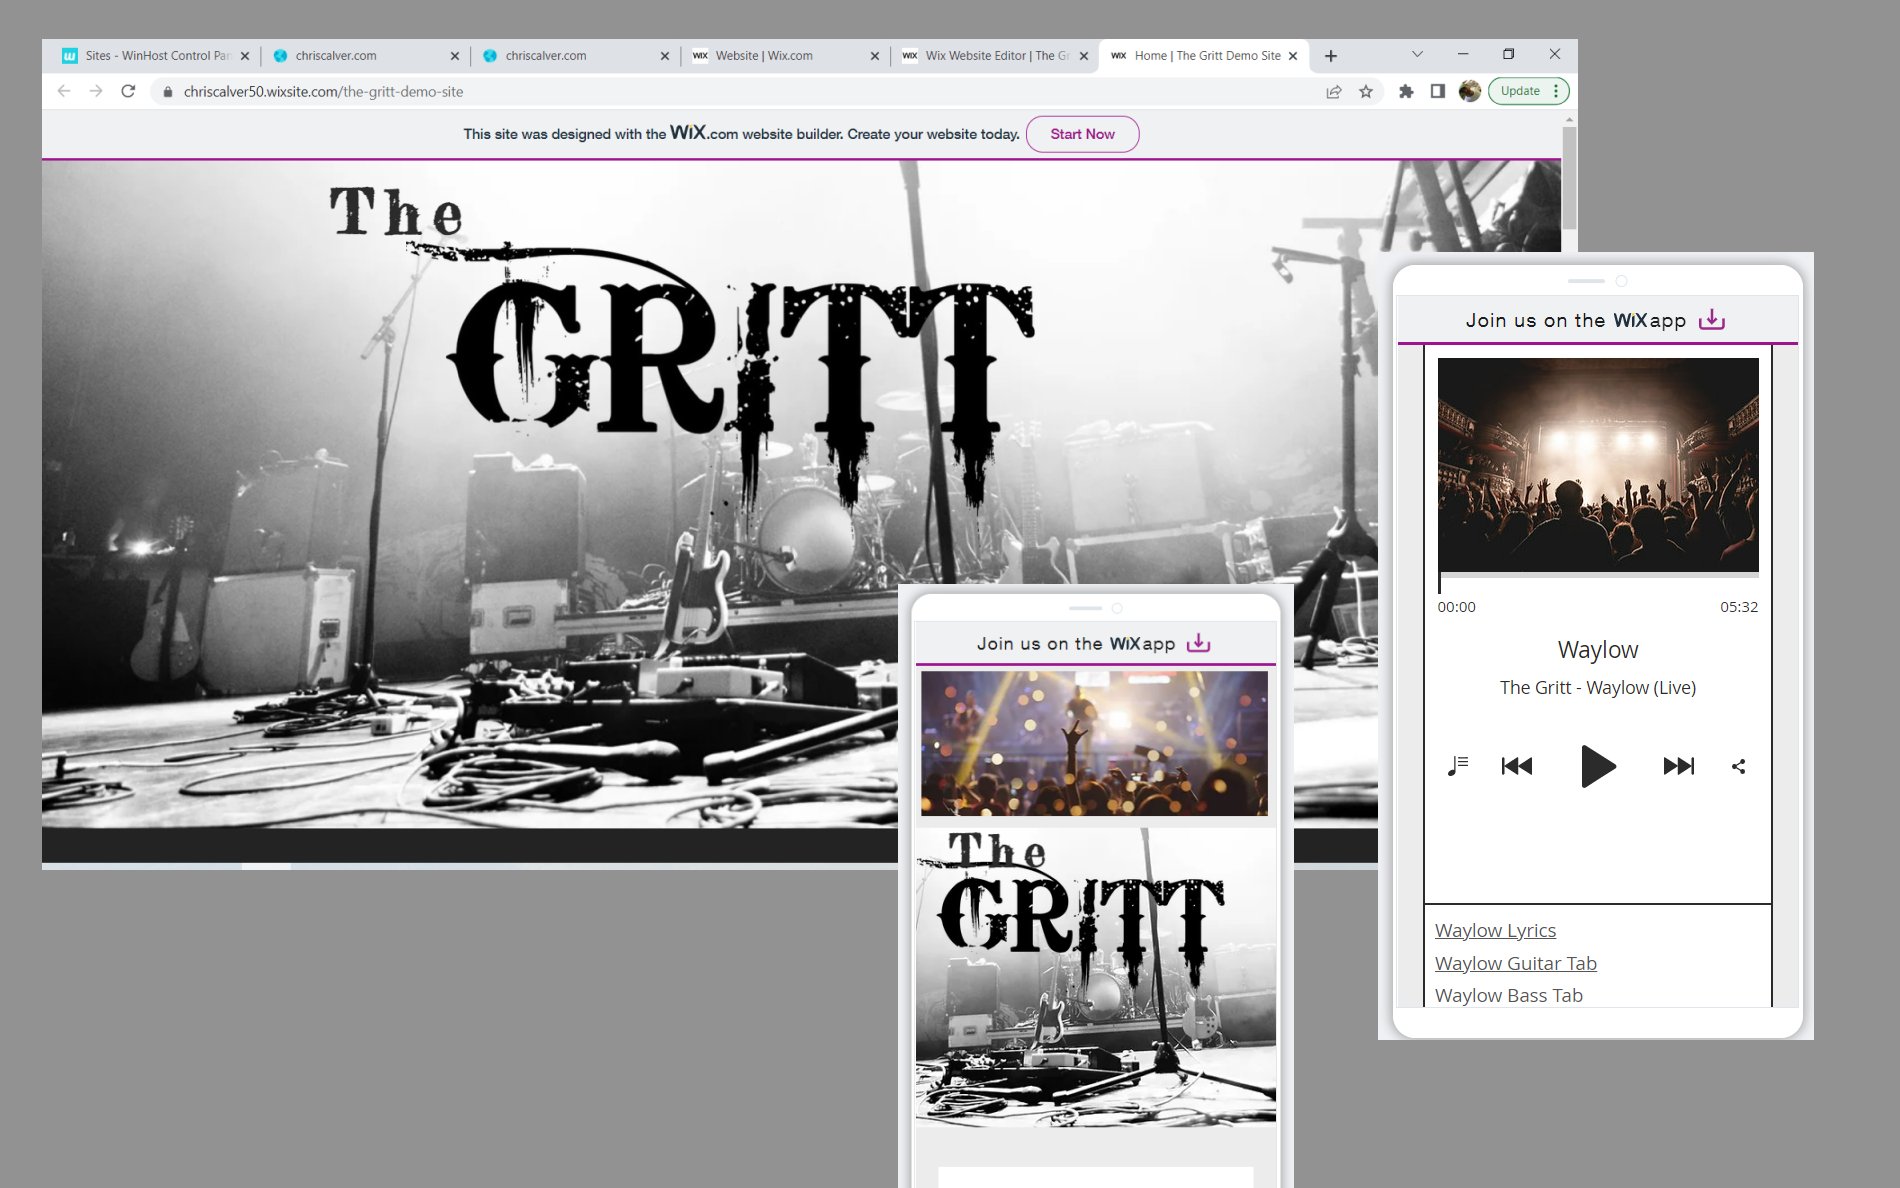 Sites - WinHost Control Pan
chriscalver.com
chriscalver.com
WiX Website | Wix.com
WiX Wix Website Editor | The Gr
WiX Home | The Gritt Demo Site
chriscalver50.wixsite.com/the-gritt-demo-site
Update
This site was designed with the WiX.com website builder. Create your website today.
Start Now
The
GRITT
Join us on the WiX app
The
GRITT
Join us on the WiX app
00:00
05:32
Waylow
The Gritt - Waylow (Live)
Waylow Lyrics
Waylow Guitar Tab
Waylow Bass Tab